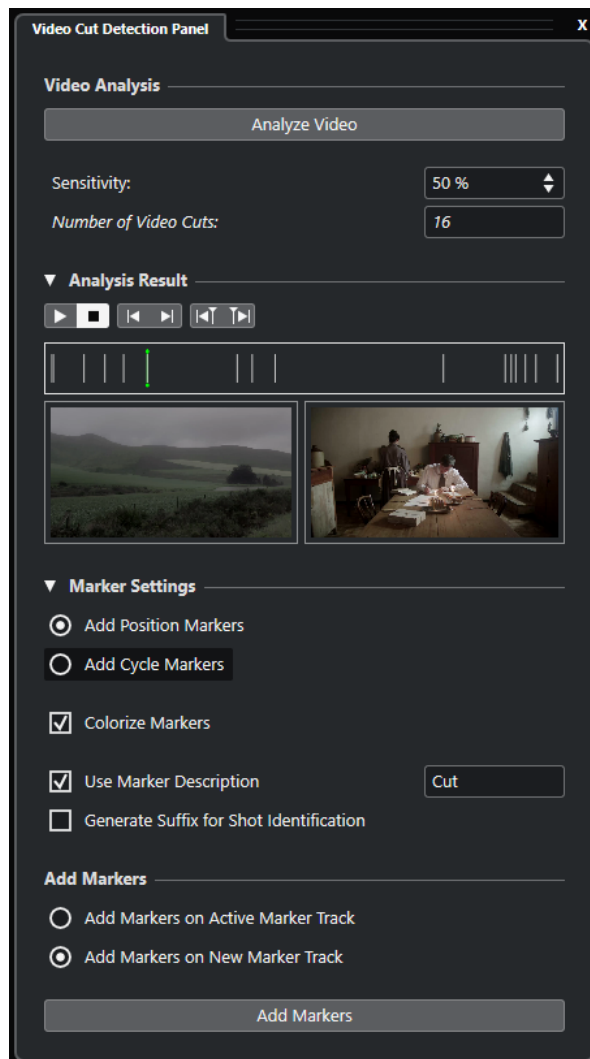 Video Cut Detection Panel
X
Video Analysis
Analyze Video
Sensitivity: 50 %
Number of Video Cuts: 16
Analysis Result
Marker Settings
Add Position Markers
Add Cycle Markers
Colorize Markers
Use Marker Description Cut
Generate Suffix for Shot Identification
Add Markers
Add Markers on Active Marker Track
Add Markers on New Marker Track
Add Markers